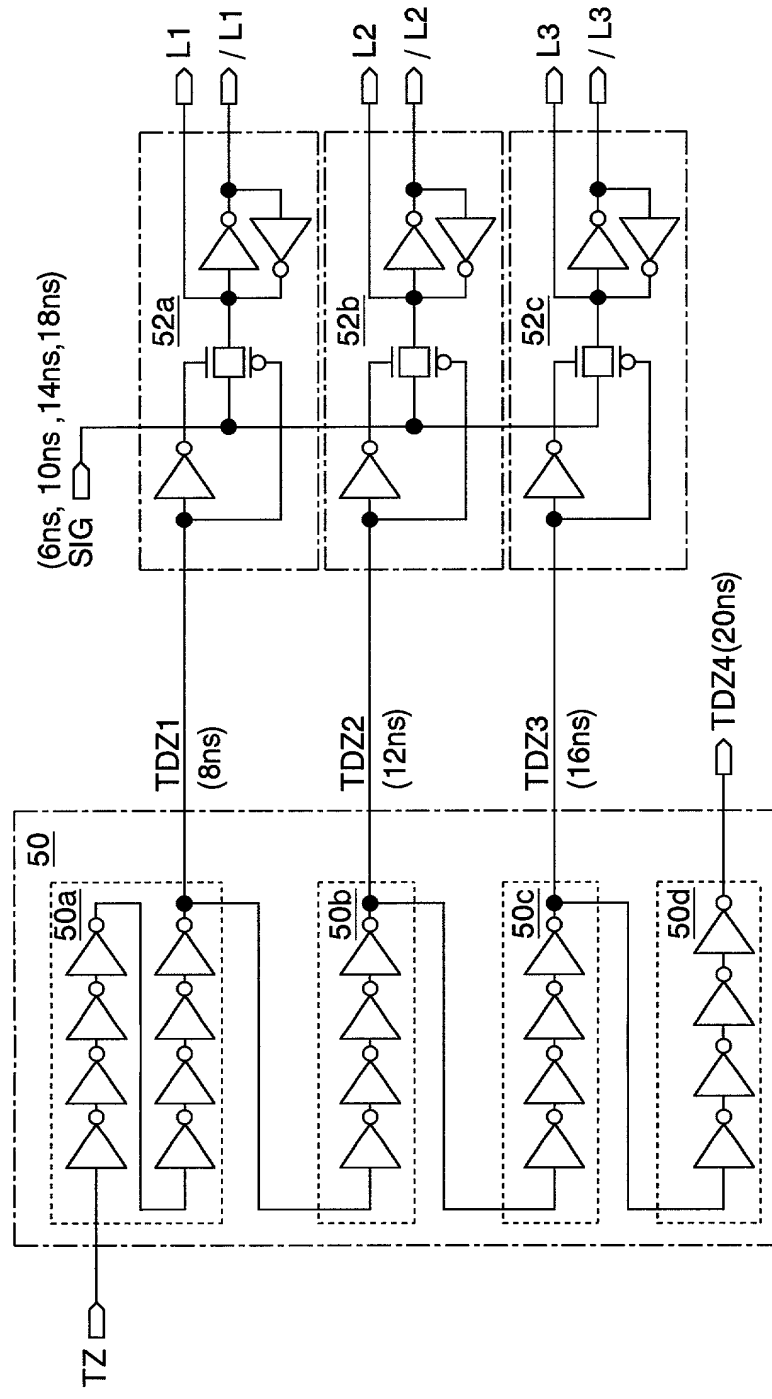 TZ
50
50a
50b
50c
50d
TDZ1
(8ns)
TDZ2
(12ns)
TDZ3
(16ns)
TDZ4(20ns)
(6ns, 10ns ,14ns,18ns)
SIG
52a
52b
52c
L1
/ L1
L2
/ L2
L3
/ L3